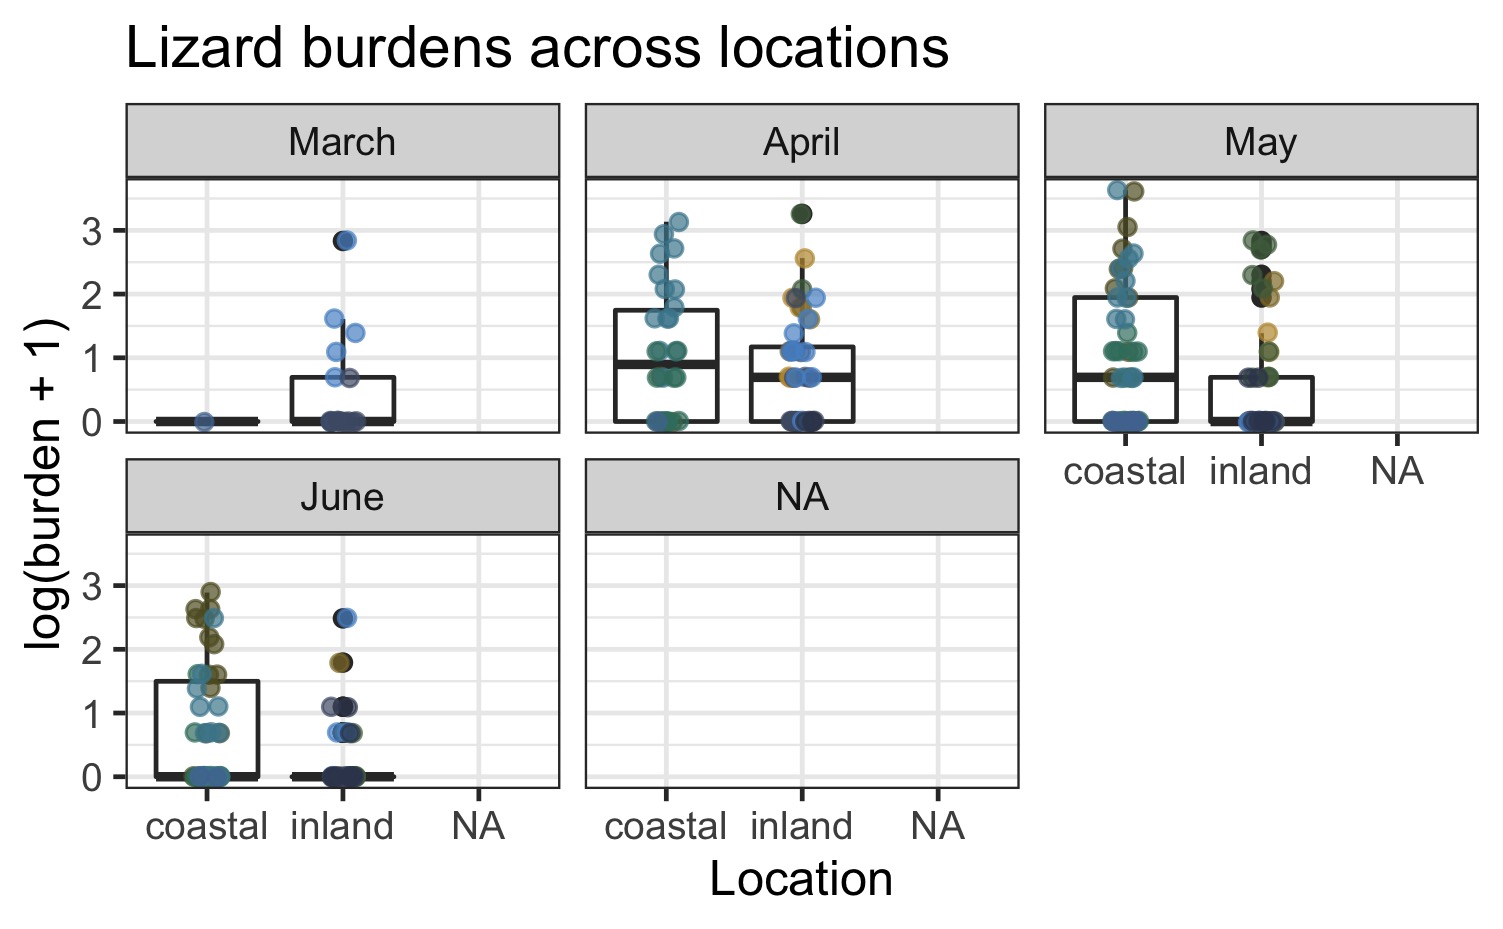 Lizard burdens across locations
March
April
May
3
2
1
0
coastal
inland
NA
June
NA
3
2
1
0
coastal
inland
NA
coastal
inland
NA
log(burden + 1)
Location